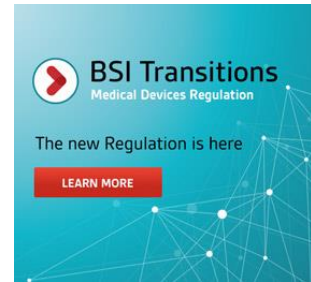 BSI Transitions
Medical Devices Regulation
The new Regulation is here
LEARN MORE